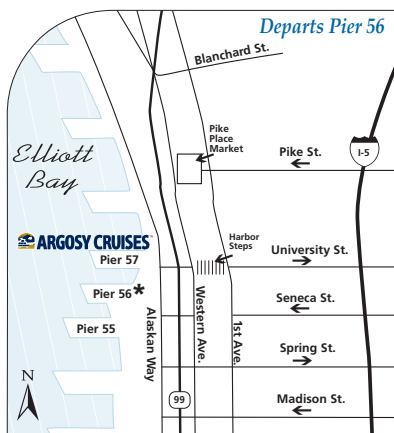 Departs Pier 56
Blanchard St.
Pike
Place
Market
Pike St.
I-5
Elliott
Bay
ARGOSY CRUISES
Harbor
Steps
University St.
Pier 57
Pier 56*
Seneca St.
Pier 55
Alaskan Way
Western Ave.
1st Ave.
Spring St.
N
99
Madison St.